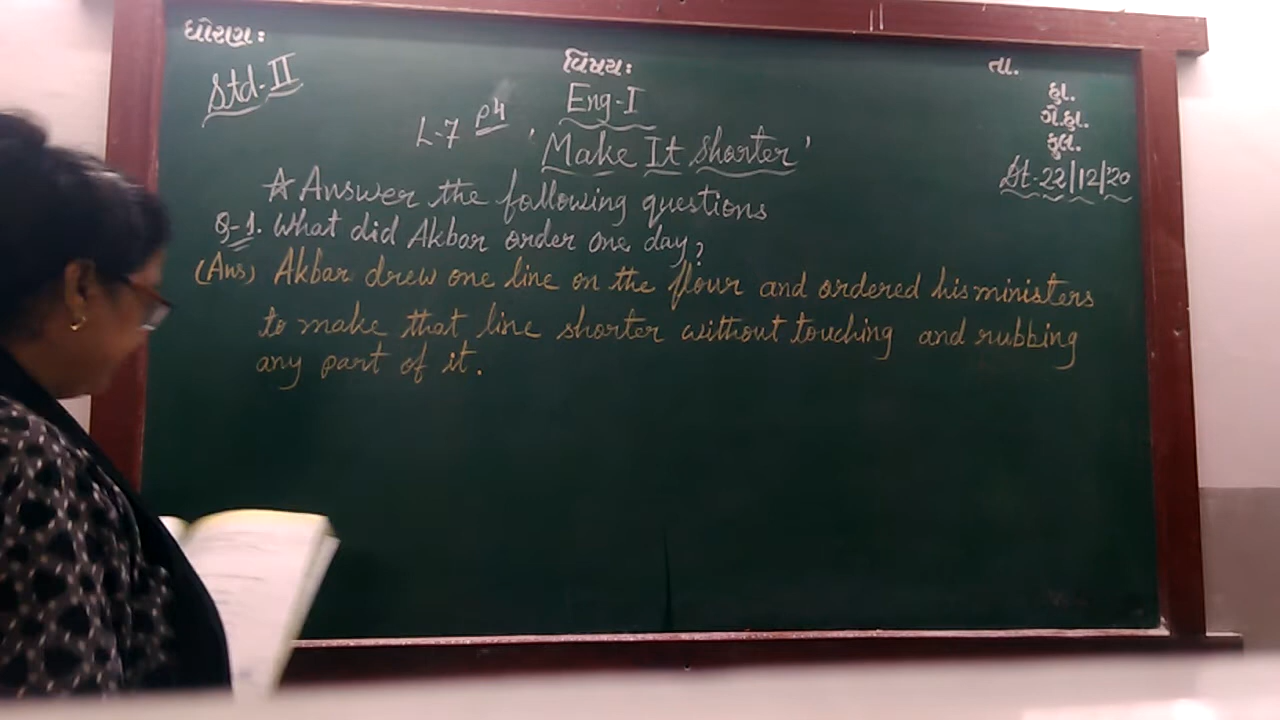 ધોરણ:
Std-II
વિષય:
Eng-I
તા.
હા.
ગે.હા.
કુલ.
Dt-22/12/'20
L-7 P4 'Make It Shorter'
☆ Answer the following questions
Q-1. What did Akbar order one day?
(Ans) Akbar drew one line on the flour and ordered his ministers
to make that line shorter without touching and rubbing
any part of it.